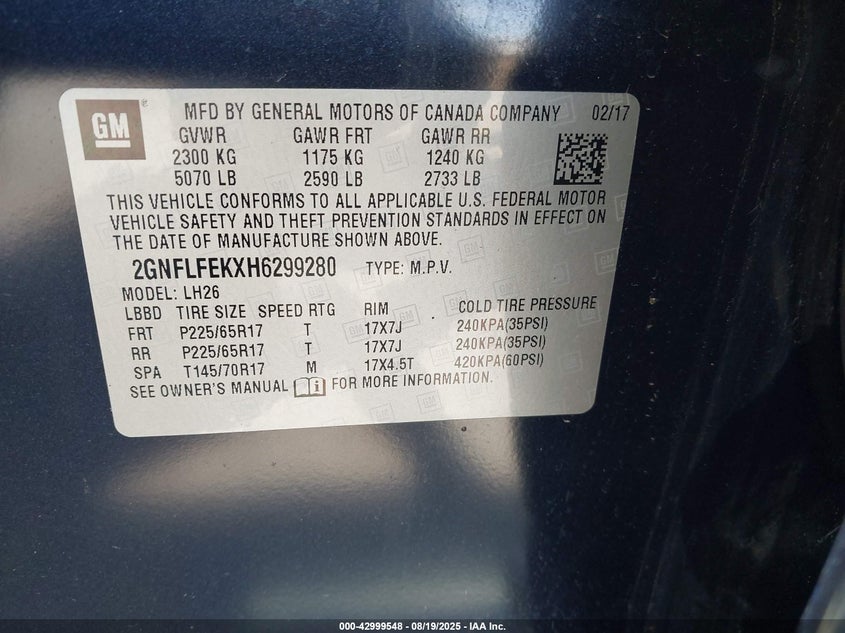 GM
MFD BY GENERAL MOTORS OF CANADA COMPANY 02/17
GVWR GAWR FRT GAWR RR
2300 KG 1175 KG 1240 KG
5070 LB 2590 LB 2733 LB
THIS VEHICLE CONFORMS TO ALL APPLICABLE U.S. FEDERAL MOTOR
VEHICLE SAFETY AND THEFT PREVENTION STANDARDS IN EFFECT ON
THE DATE OF MANUFACTURE SHOWN ABOVE.
2GNFLFEKXH6299280 TYPE: M.P.V.
MODEL: LH26
LBBD TIRE SIZE SPEED RTG RIM COLD TIRE PRESSURE
FRT P225/65R17 T 17X7J 240KPA(35PSI)
RR P225/65R17 T 17X7J 240KPA(35PSI)
SPA T145/70R17 M 17X4.5T 420KPA(60PSI)
SEE OWNER'S MANUAL FOR MORE INFORMATION.
000-42999548 - 08/19/2025 - IAA Inc.